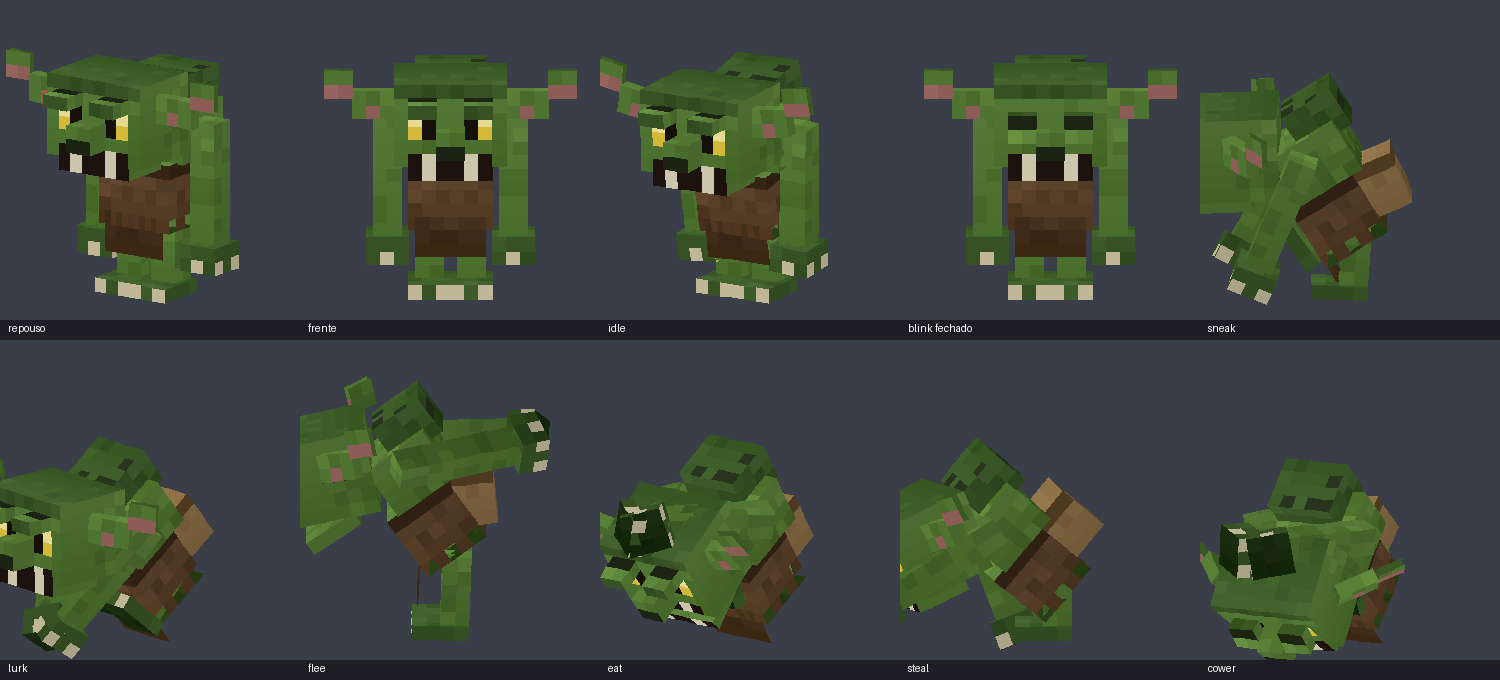 repouso
frente
idle
blink fechado
sneak
lurk
flee
eat
steal
cower